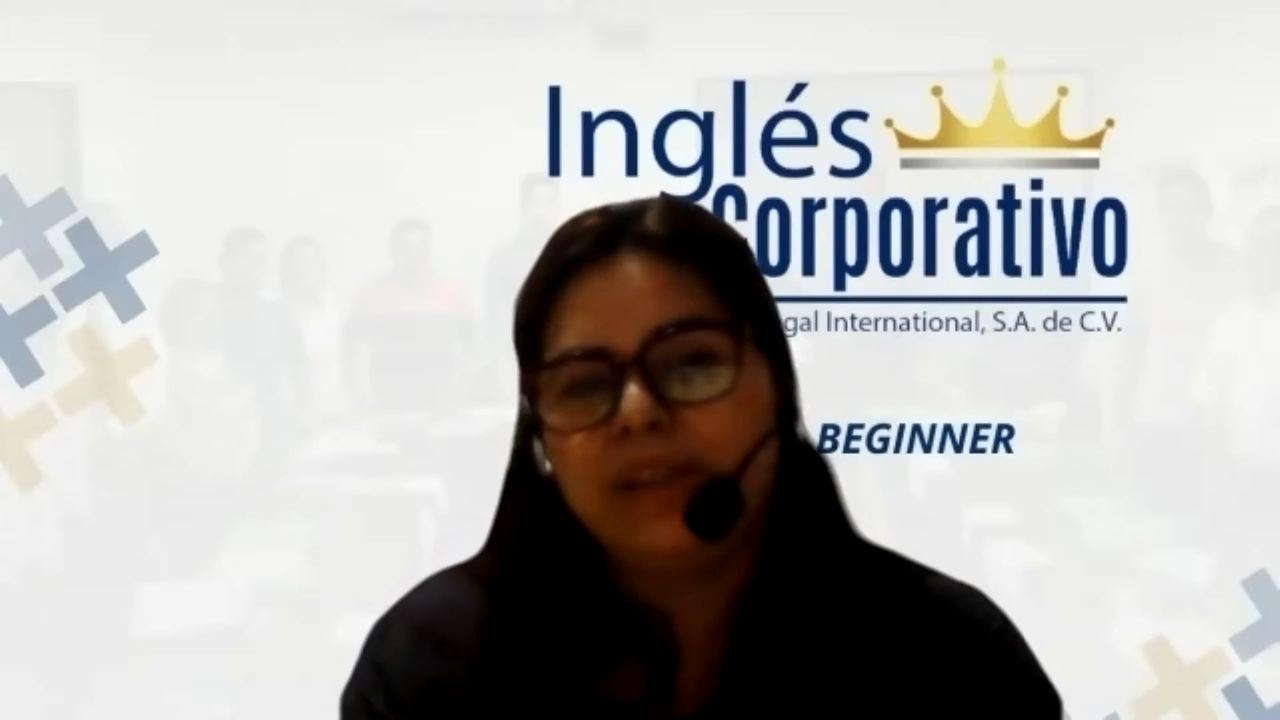 Inglés
Corporativo
gal International, S.A. de C.V.
BEGINNER